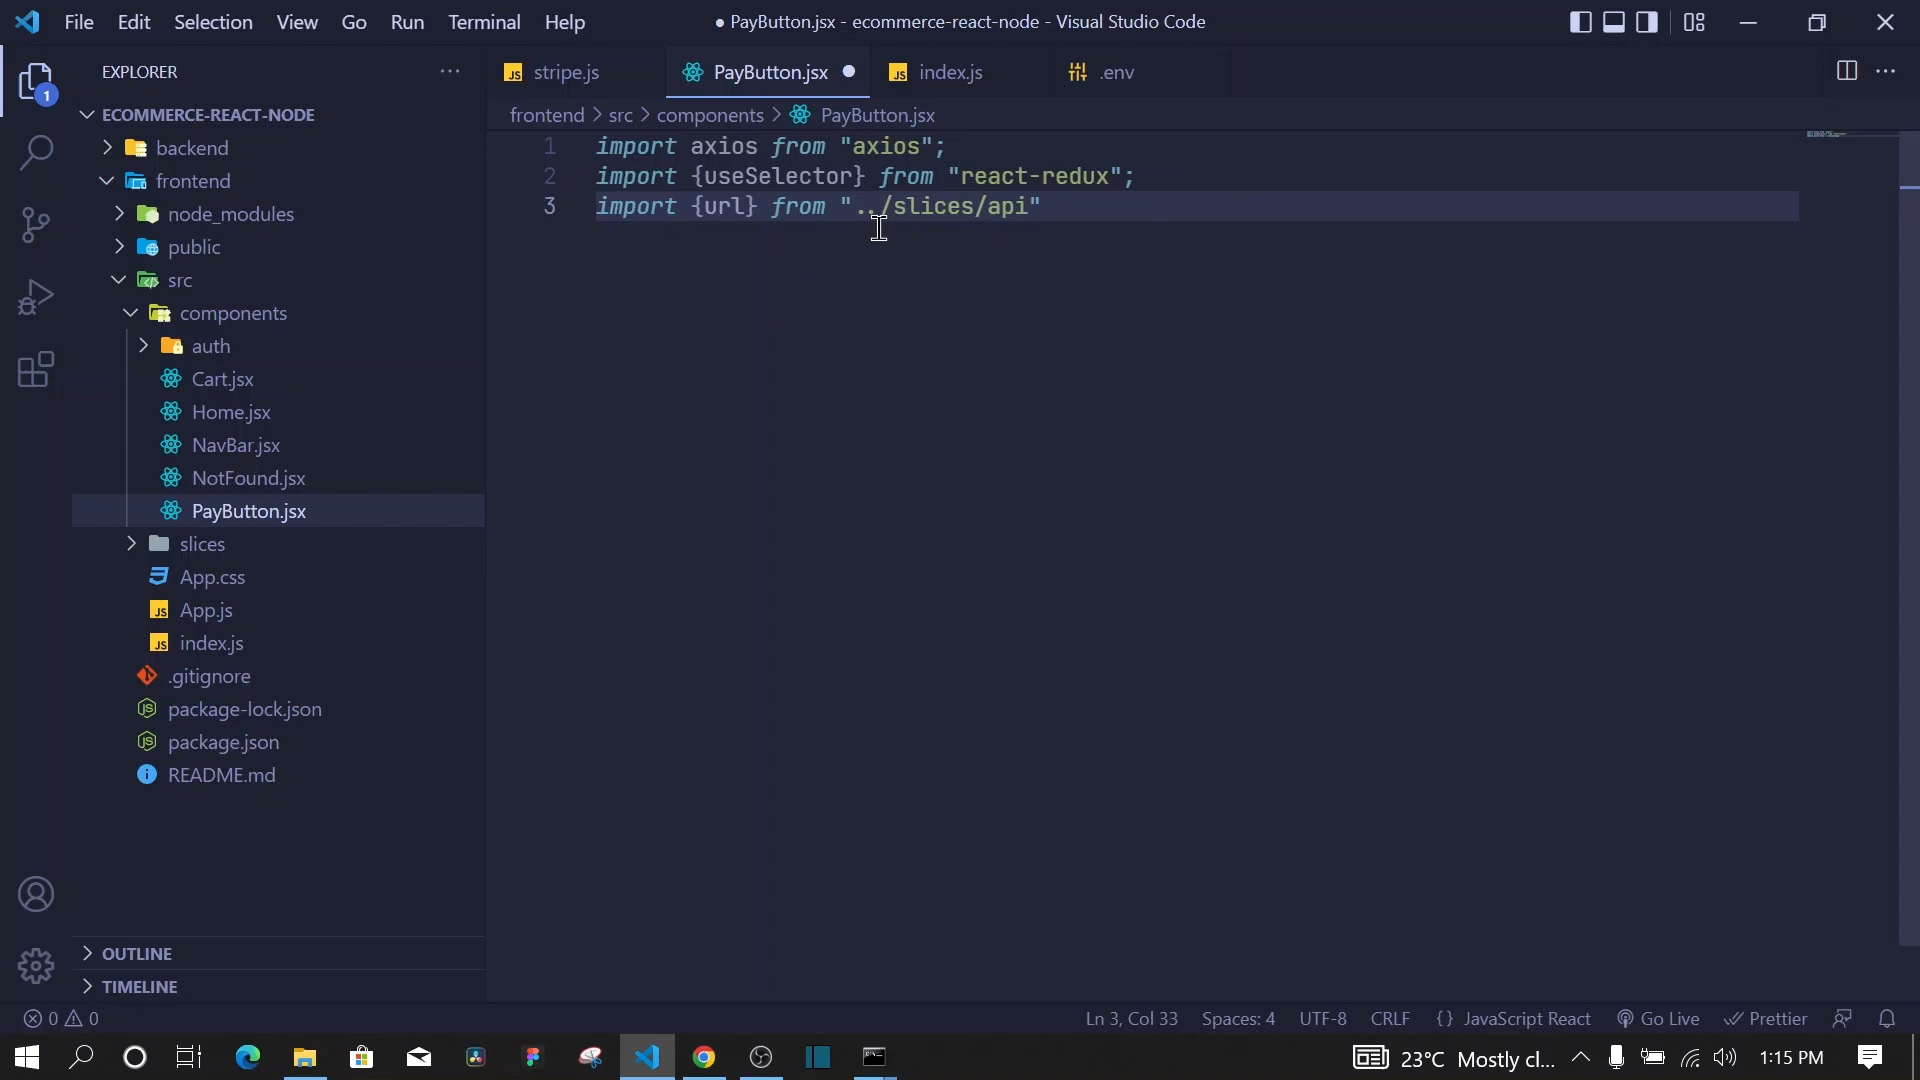 File Edit Selection View Go Run Terminal Help
● PayButton.jsx - ecommerce-react-node - Visual Studio Code
EXPLORER
1
ECOMMERCE-REACT-NODE
backend
frontend
node_modules
public
src
components
auth
Cart.jsx
Home.jsx
NavBar.jsx
NotFound.jsx
PayButton.jsx
slices
App.css
App.js
index.js
.gitignore
package-lock.json
package.json
README.md
OUTLINE
TIMELINE
JS stripe.js PayButton.jsx ● JS index.js .env
frontend > src > components > PayButton.jsx
1 import axios from "axios";
2 import {useSelector} from "react-redux";
3 import {url} from "../slices/api"
0 0
Ln 3, Col 33 Spaces: 4 UTF-8 CRLF {} JavaScript React Go Live Prettier
23°C Mostly cl... 1:15 PM